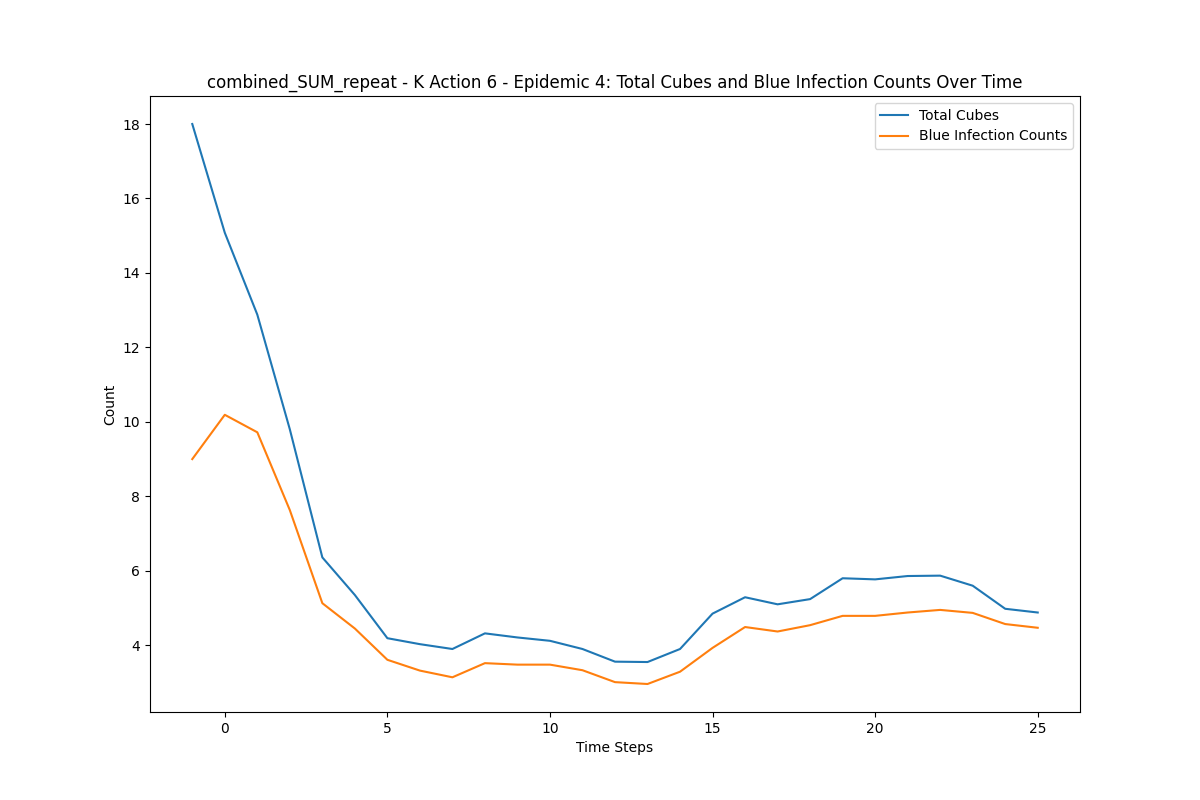 combined_SUM_repeat - K Action 6 - Epidemic 4: Total Cubes and Blue Infection Counts Over Time
Total Cubes
Blue Infection Counts
18
16
14
12
10
8
6
4
Count
0 5 10 15 20 25
Time Steps